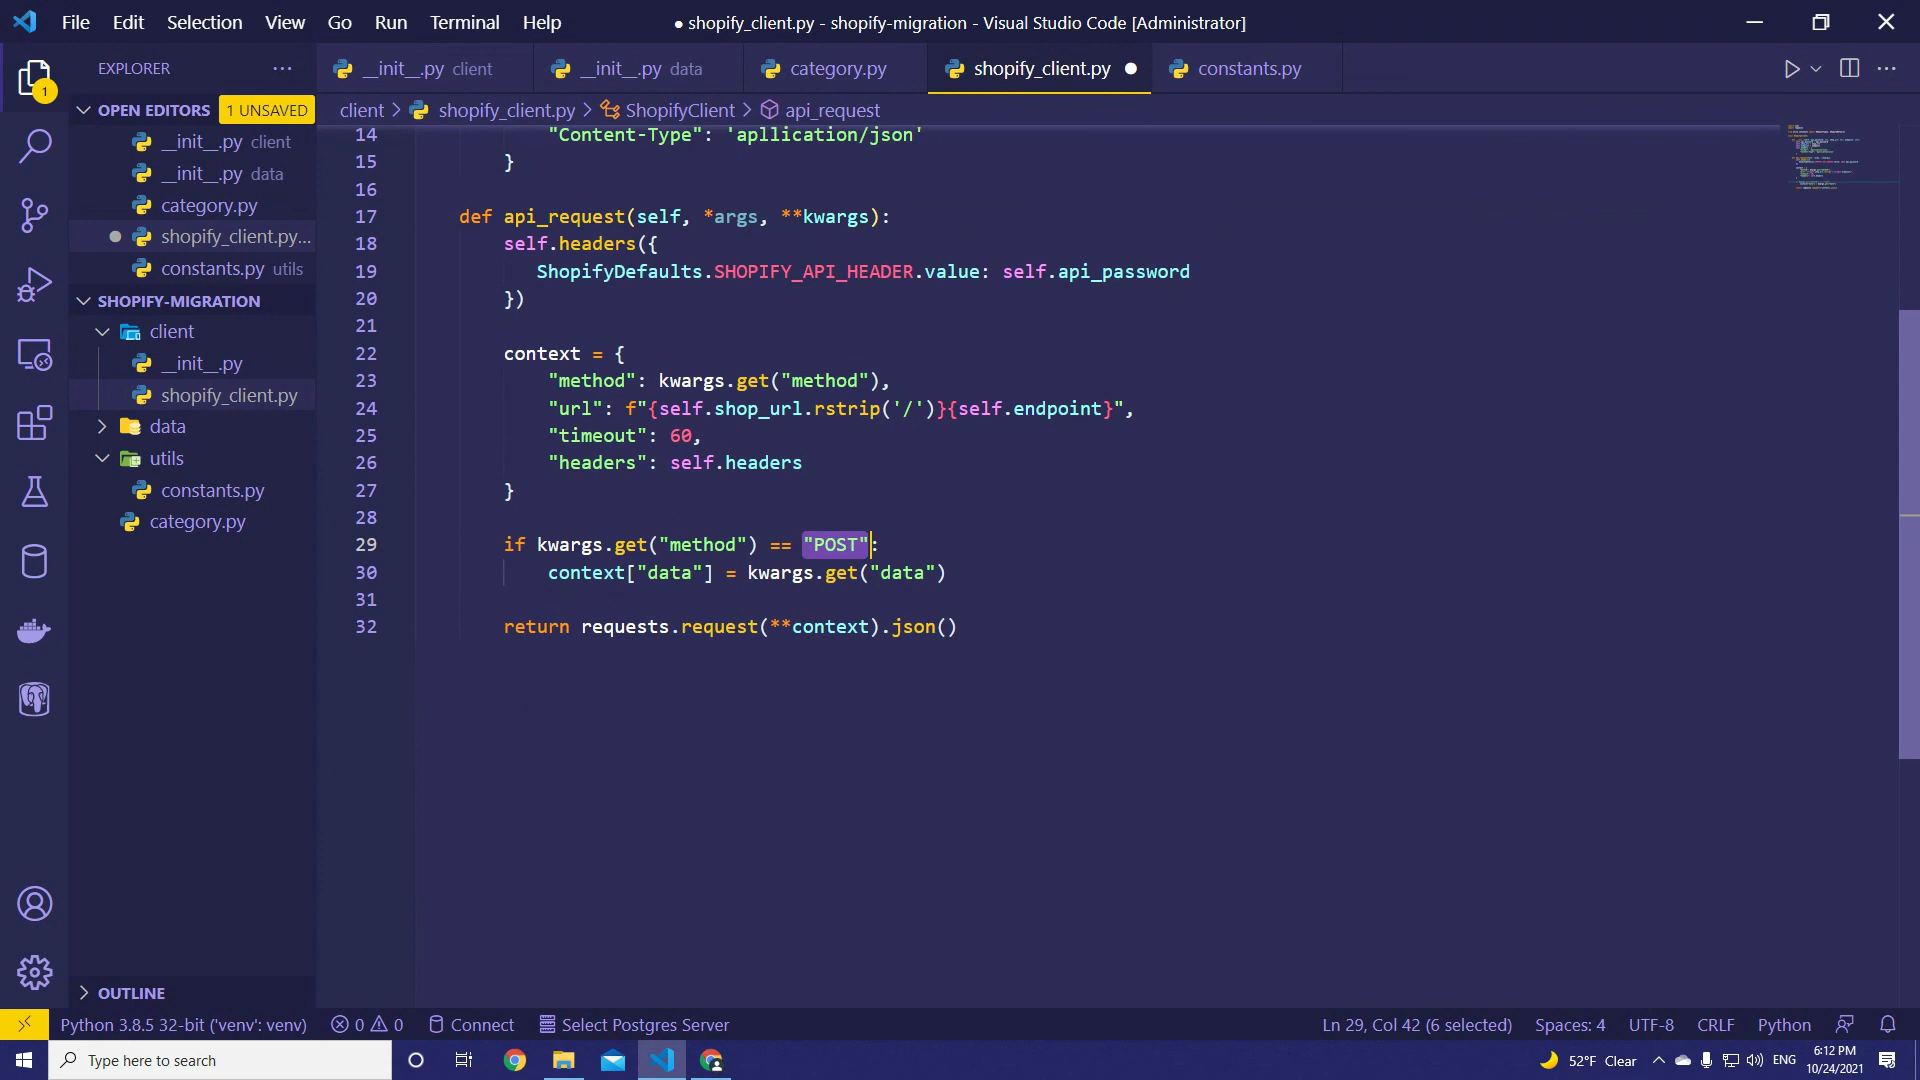 File Edit Selection View Go Run Terminal Help
● shopify_client.py - shopify-migration - Visual Studio Code [Administrator]
EXPLORER
__init__.py client
__init__.py data
category.py
shopify_client.py
constants.py
OPEN EDITORS 1 UNSAVED
client > shopify_client.py > ShopifyClient > api_request
__init__.py client
__init__.py data
category.py
shopify_client.py...
constants.py utils
SHOPIFY-MIGRATION
client
__init__.py
shopify_client.py
data
utils
constants.py
category.py
OUTLINE
14 "Content-Type": 'apllication/json'
15 }
16
17 def api_request(self, *args, **kwargs):
18 self.headers({
19 ShopifyDefaults.SHOPIFY_API_HEADER.value: self.api_password
20 })
21
22 context = {
23 "method": kwargs.get("method"),
24 "url": f"{self.shop_url.rstrip('/')}{self.endpoint}",
25 "timeout": 60,
26 "headers": self.headers
27 }
28
29 if kwargs.get("method") == "POST":
30 context["data"] = kwargs.get("data")
31
32 return requests.request(**context).json()
1
Python 3.8.5 32-bit ('venv': venv) 0 0 Connect Select Postgres Server Ln 29, Col 42 (6 selected) Spaces: 4 UTF-8 CRLF Python
Type here to search 52°F Clear ENG 6:12 PM
10/24/2021